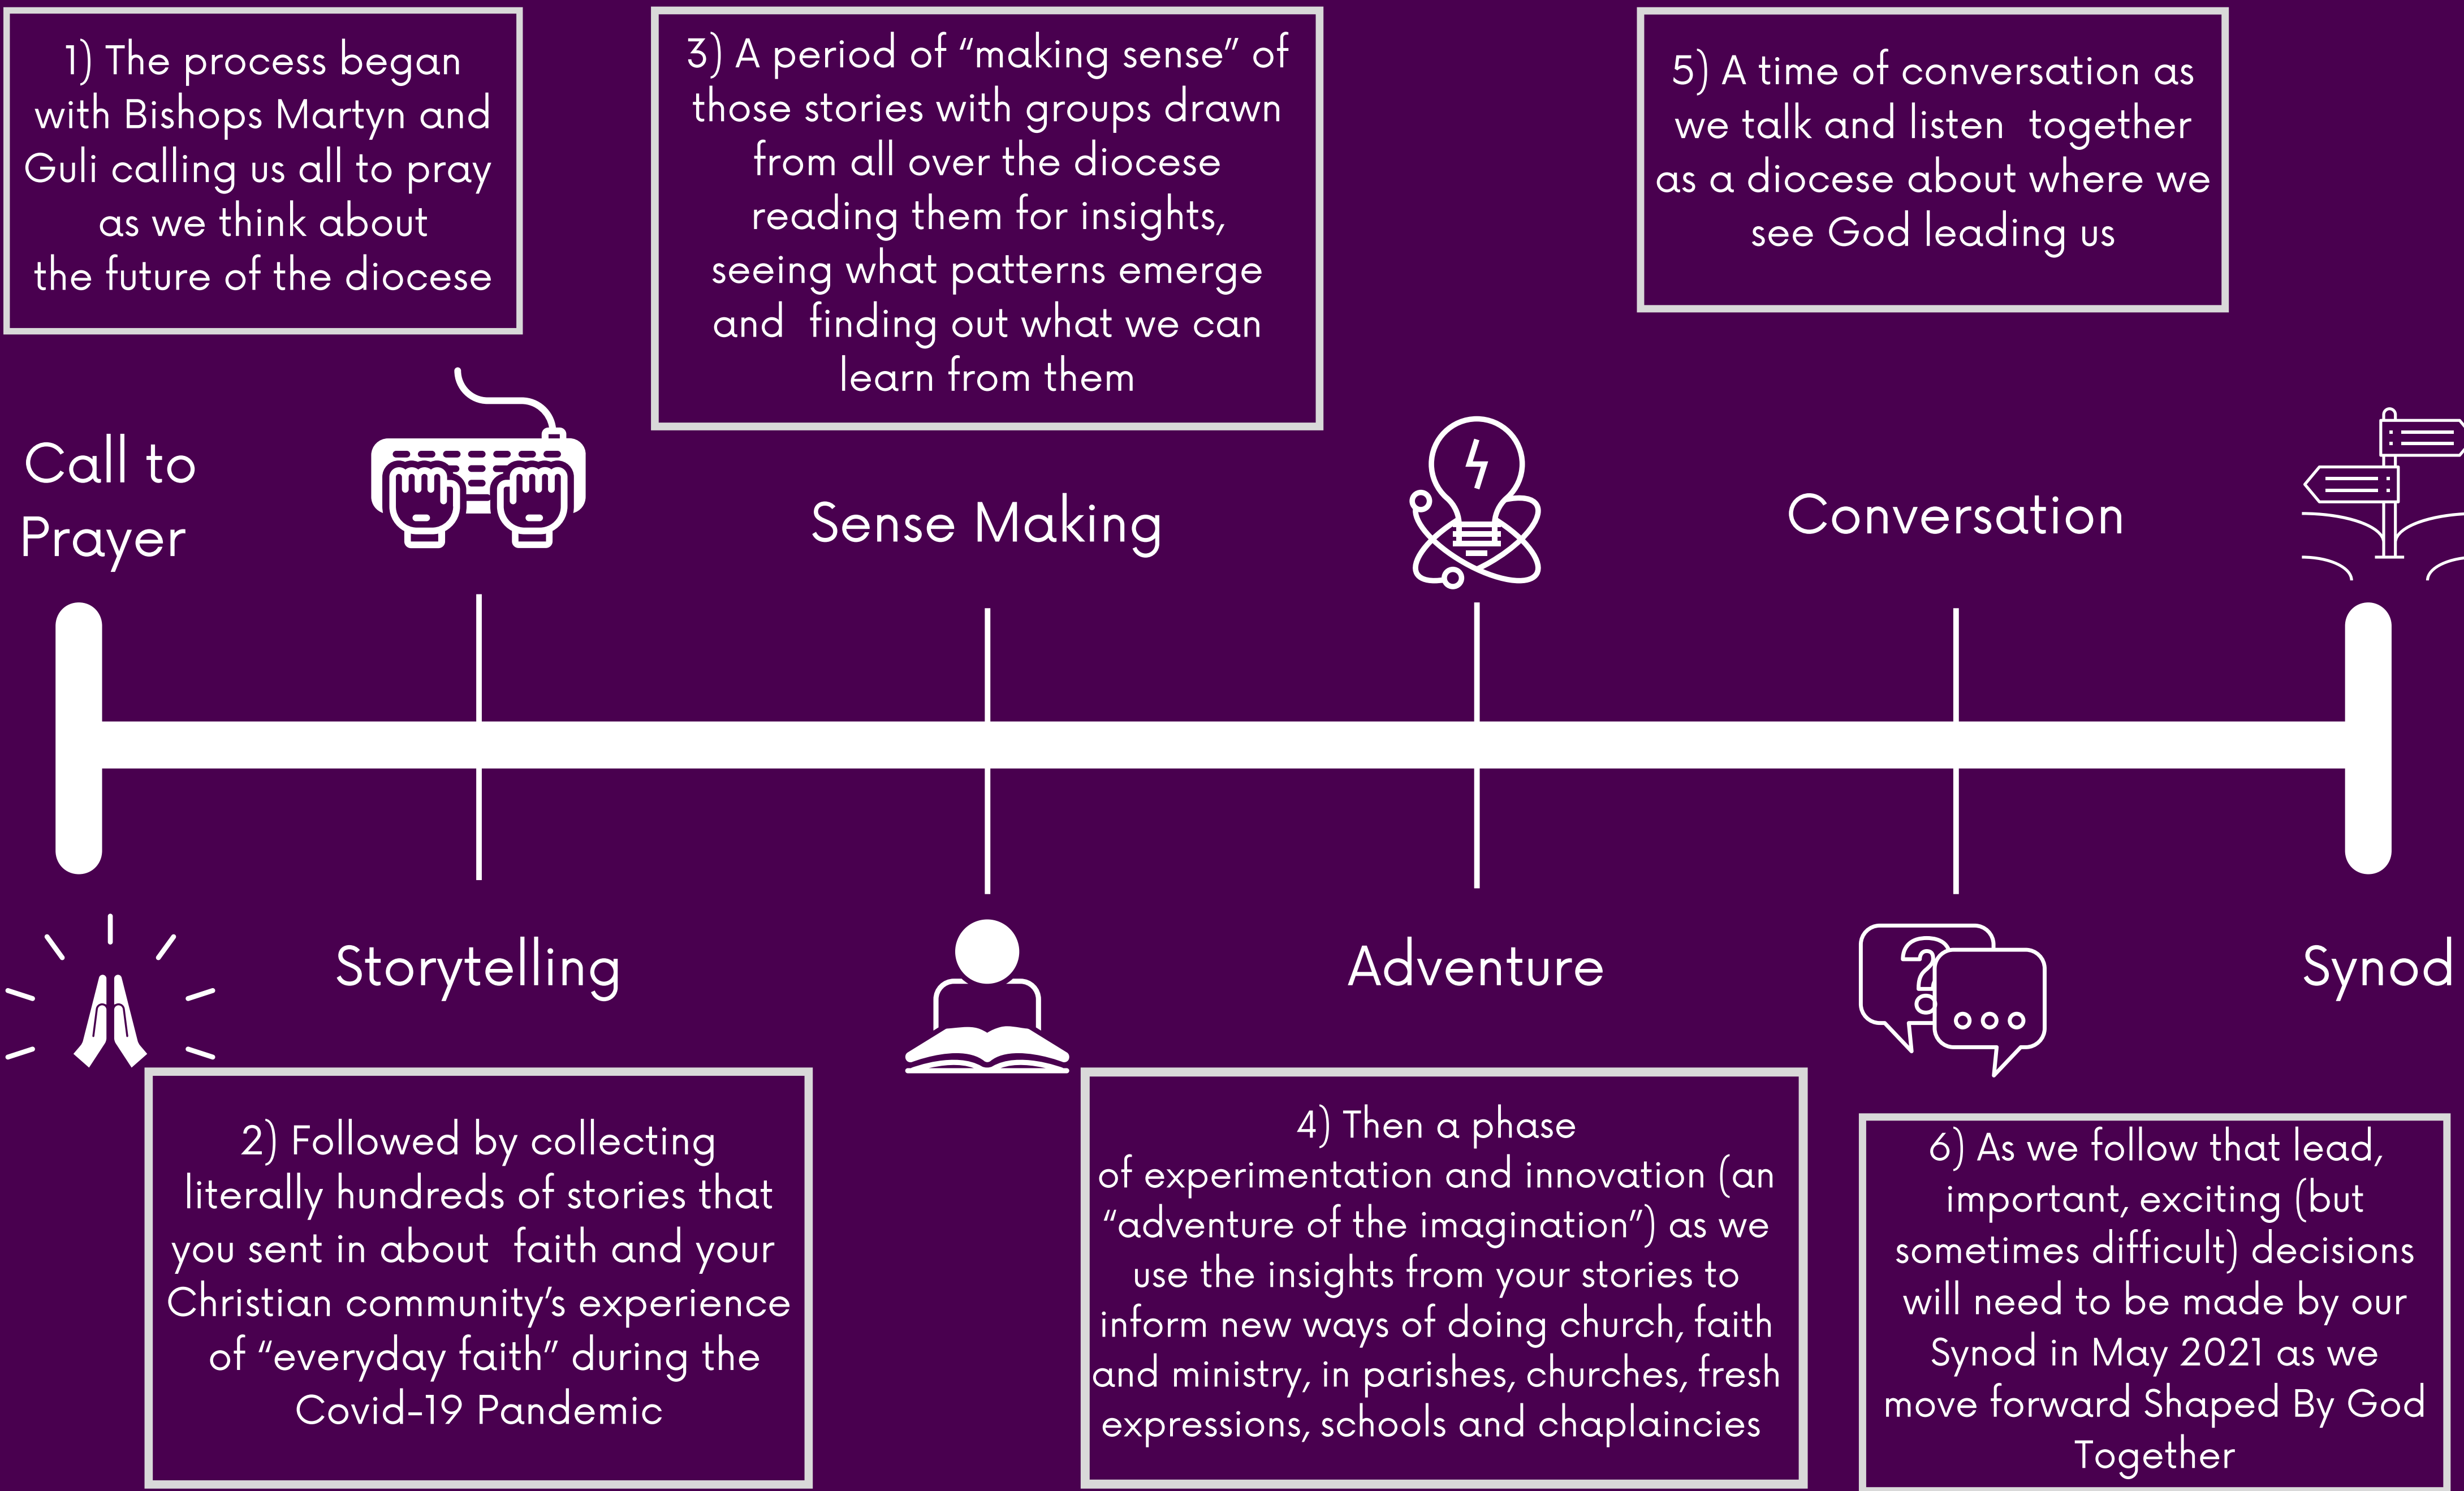 1) The process began
with Bishops Martyn and
Guli calling us all to pray
as we think about
the future of the diocese
3) A period of “making sense” of
those stories with groups drawn
from all over the diocese
reading them for insights,
seeing what patterns emerge
and finding out what we can
learn from them
5) A time of conversation as
we talk and listen together
as a diocese about where we
see God leading us
Call to
Prayer
Sense Making
Conversation
Storytelling
Adventure
Synod
2) Followed by collecting
literally hundreds of stories that
you sent in about faith and your
Christian community’s experience
of “everyday faith” during the
Covid-19 Pandemic
4) Then a phase
of experimentation and innovation (an
“adventure of the imagination”) as we
use the insights from your stories to
inform new ways of doing church, faith
and ministry, in parishes, churches, fresh
expressions, schools and chaplaincies
6) As we follow that lead,
important, exciting (but
sometimes difficult) decisions
will need to be made by our
Synod in May 2021 as we
move forward Shaped By God
Together